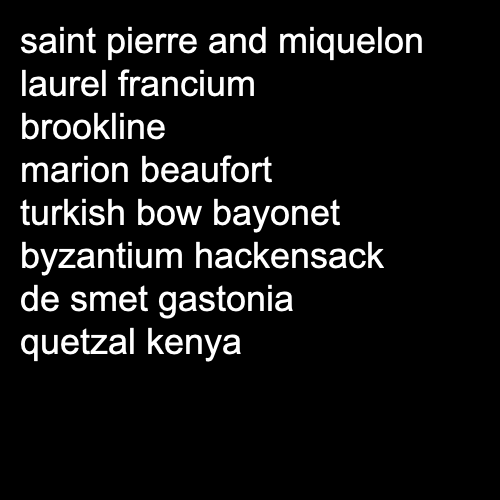 saint pierre and miquelon
laurel francium
brookline
marion beaufort
turkish bow bayonet
byzantium hackensack
de smet gastonia
quetzal kenya